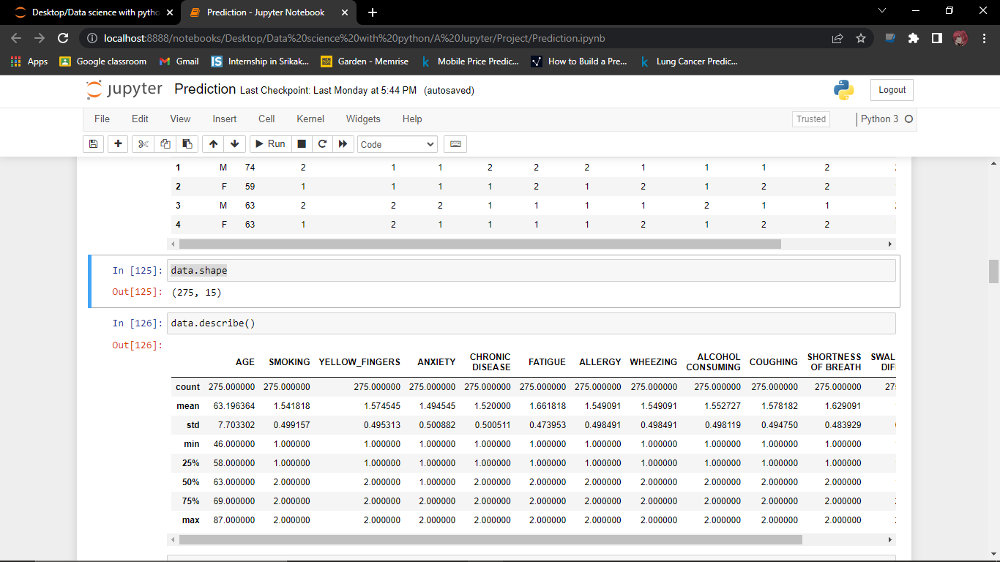 Desktop/Data science with pytho
Prediction - Jupyter Notebook
localhost:8888/notebooks/Desktop/Data%20science%20with%20python/A%20Jupyter/Project/Prediction.ipynb
Apps Google classroom Gmail Internship in Srikak... Garden - Memrise Mobile Price Predic... How to Build a Pre... Lung Cancer Predic...
jupyter Prediction Last Checkpoint: Last Monday at 5:44 PM (autosaved) Logout
File Edit View Insert Cell Kernel Widgets Help Trusted Python 3
Run Code
1 M 74 2 1 1 2 2 2 1 1 1 2
2 F 59 1 1 1 1 2 1 2 1 2 2
3 M 63 2 2 2 1 1 1 1 2 1 1
4 F 63 1 2 1 1 1 1 2 1 2 2
In [125]: data.shape
Out[125]: (275, 15)
In [126]: data.describe()
Out[126]:
AGE SMOKING YELLOW_FINGERS ANXIETY CHRONIC DISEASE FATIGUE ALLERGY WHEEZING ALCOHOL CONSUMING COUGHING SHORTNESS OF BREATH SWAL DIF
count 275.000000 275.000000 275.000000 275.000000 275.000000 275.000000 275.000000 275.000000 275.000000 275.000000 275.000000 27
mean 63.196364 1.541818 1.574545 1.494545 1.520000 1.661818 1.549091 1.549091 1.552727 1.578182 1.629091
std 7.703302 0.499157 0.495313 0.500882 0.500511 0.473953 0.498491 0.498491 0.498119 0.494750 0.483929
min 46.000000 1.000000 1.000000 1.000000 1.000000 1.000000 1.000000 1.000000 1.000000 1.000000 1.000000
25% 58.000000 1.000000 1.000000 1.000000 1.000000 1.000000 1.000000 1.000000 1.000000 1.000000 1.000000
50% 63.000000 2.000000 2.000000 1.000000 2.000000 2.000000 2.000000 2.000000 2.000000 2.000000 2.000000
75% 69.000000 2.000000 2.000000 2.000000 2.000000 2.000000 2.000000 2.000000 2.000000 2.000000 2.000000
max 87.000000 2.000000 2.000000 2.000000 2.000000 2.000000 2.000000 2.000000 2.000000 2.000000 2.000000